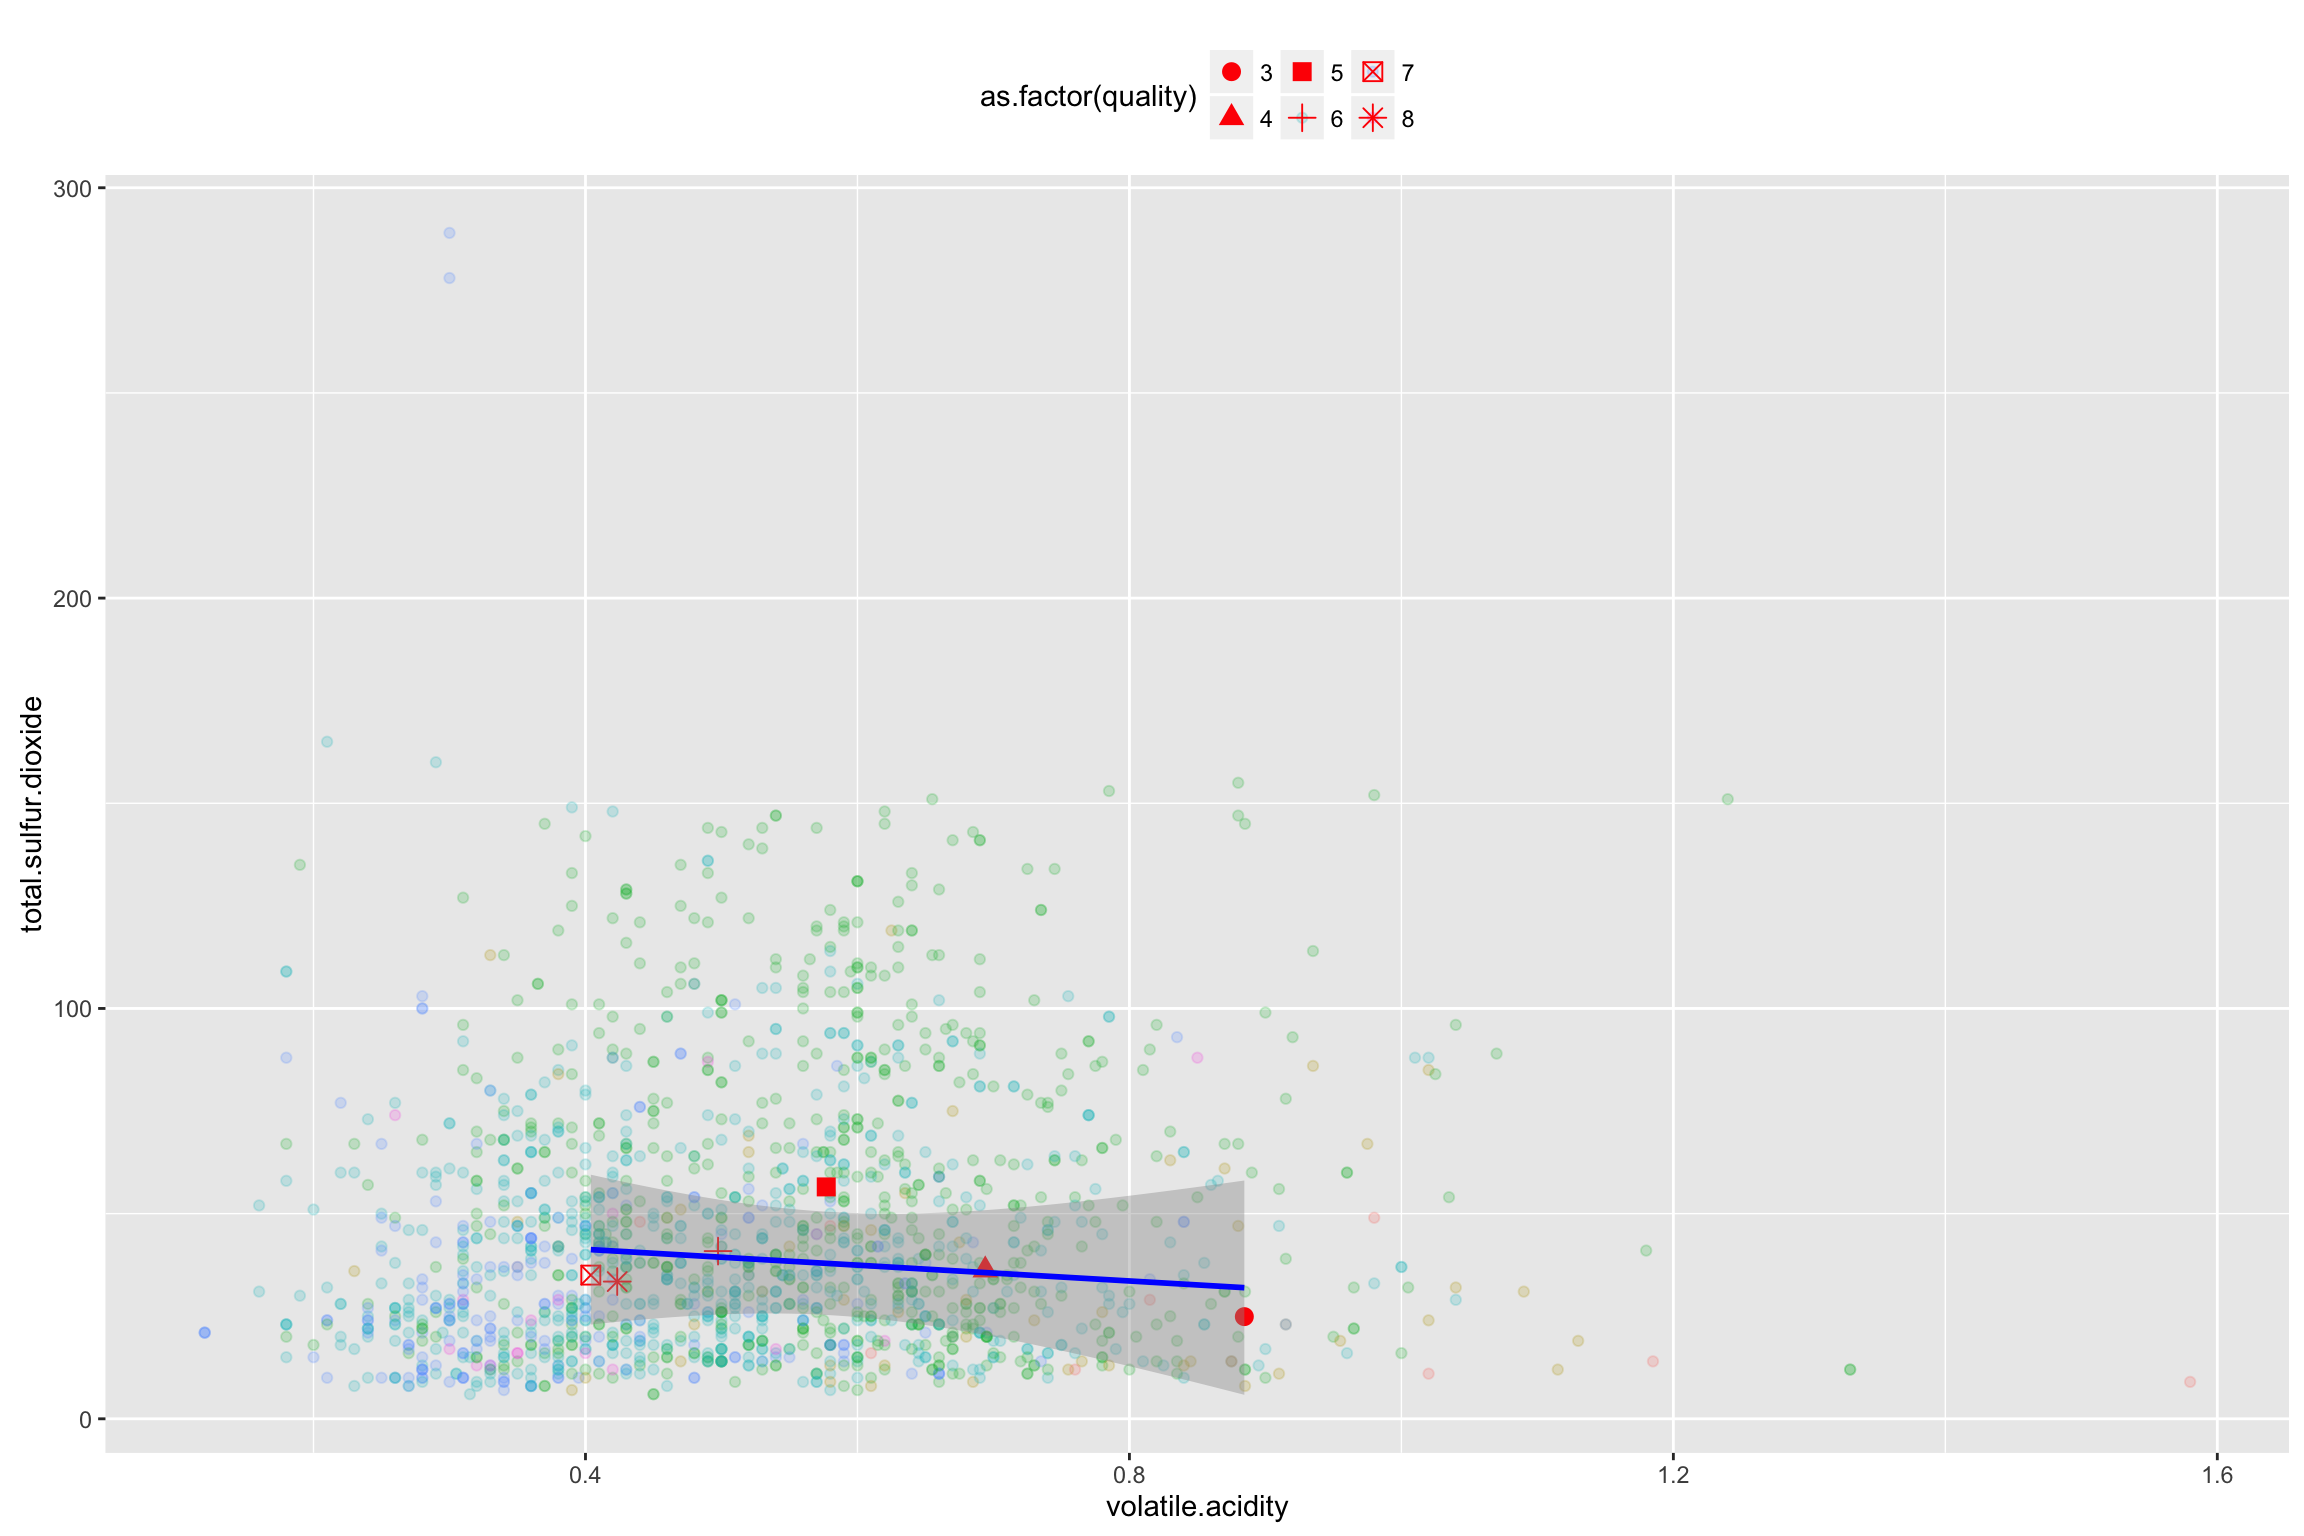 as.factor(quality)
3 5 7
4 6 8
300
200
100
0
total.sulfur.dioxide
0.4 0.8 1.2 1.6
volatile.acidity